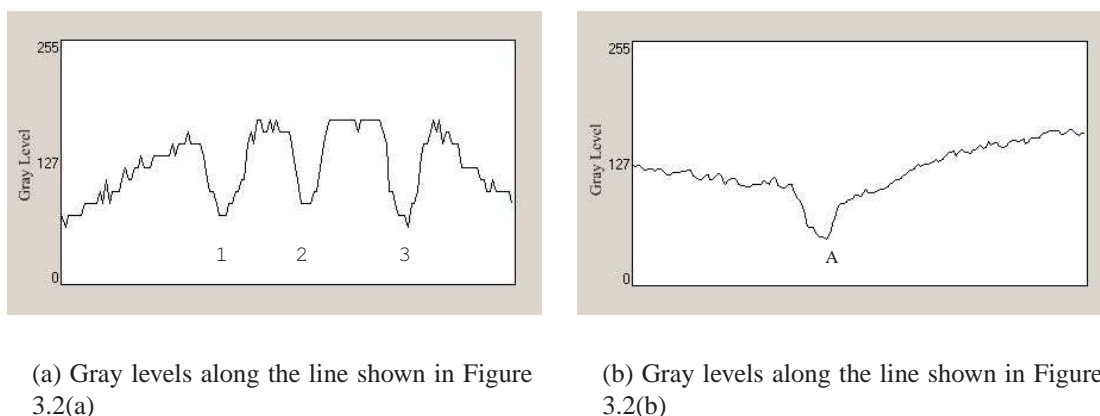 255
Gray Level
127
1 2 3
0
255
Gray Level
127
A
0
(a) Gray levels along the line shown in Figure
3.2(a)
(b) Gray levels along the line shown in Figure
3.2(b)